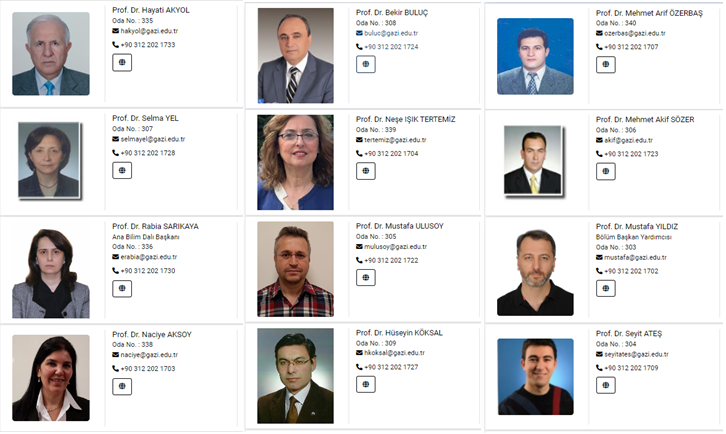 Prof. Dr. Hayati AKYOL
Oda No. : 335
hakyol@gazi.edu.tr
+90 312 202 1733
Prof. Dr. Bekir BULUÇ
Oda No. : 308
buluc@gazi.edu.tr
+90 312 202 1724
Prof. Dr. Mehmet Arif ÖZERBAŞ
Oda No. : 340
ozerbas@gazi.edu.tr
+90 312 202 1707
Prof. Dr. Selma YEL
Oda No. : 307
selmayel@gazi.edu.tr
+90 312 202 1728
Prof. Dr. Neşe IŞIK TERTEMİZ
Oda No. : 339
tertemiz@gazi.edu.tr
+90 312 202 1704
Prof. Dr. Mehmet Akif SÖZER
Oda No. : 306
akif@gazi.edu.tr
+90 312 202 1723
Prof. Dr. Rabia SARIKAYA
Ana Bilim Dalı Başkanı
Oda No. : 336
erabia@gazi.edu.tr
+90 312 202 1730
Prof. Dr. Mustafa ULUSOY
Oda No. : 305
mulusoy@gazi.edu.tr
+90 312 202 1722
Prof. Dr. Mustafa YILDIZ
Bölüm Başkan Yardımcısı
Oda No. : 303
mustafa@gazi.edu.tr
+90 312 202 1702
Prof. Dr. Naciye AKSOY
Oda No. : 338
naciye@gazi.edu.tr
+90 312 202 1703
Prof. Dr. Hüseyin KÖKSAL
Oda No. : 309
hkoksal@gazi.edu.tr
+90 312 202 1727
Prof. Dr. Seyit ATEŞ
Oda No. : 304
seyitates@gazi.edu.tr
+90 312 202 1709